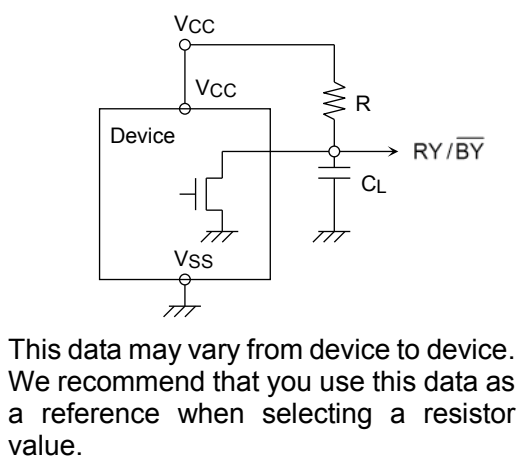 VCC
VCC
R
Device
RY/B̅Y̅
CL
VSS
This data may vary from device to device.
We recommend that you use this data as
a reference when selecting a resistor
value.